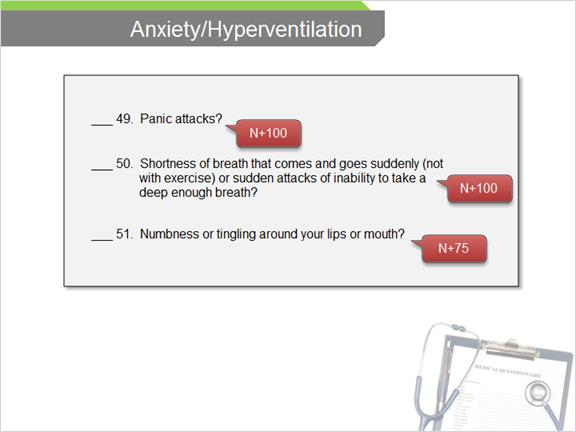 Anxiety/Hyperventilation
___ 49. Panic attacks?
N+100
___ 50. Shortness of breath that comes and goes suddenly (not
with exercise) or sudden attacks of inability to take a
deep enough breath?
N+100
___ 51. Numbness or tingling around your lips or mouth?
N+75
MEDICAL QUESTIONNAIRE